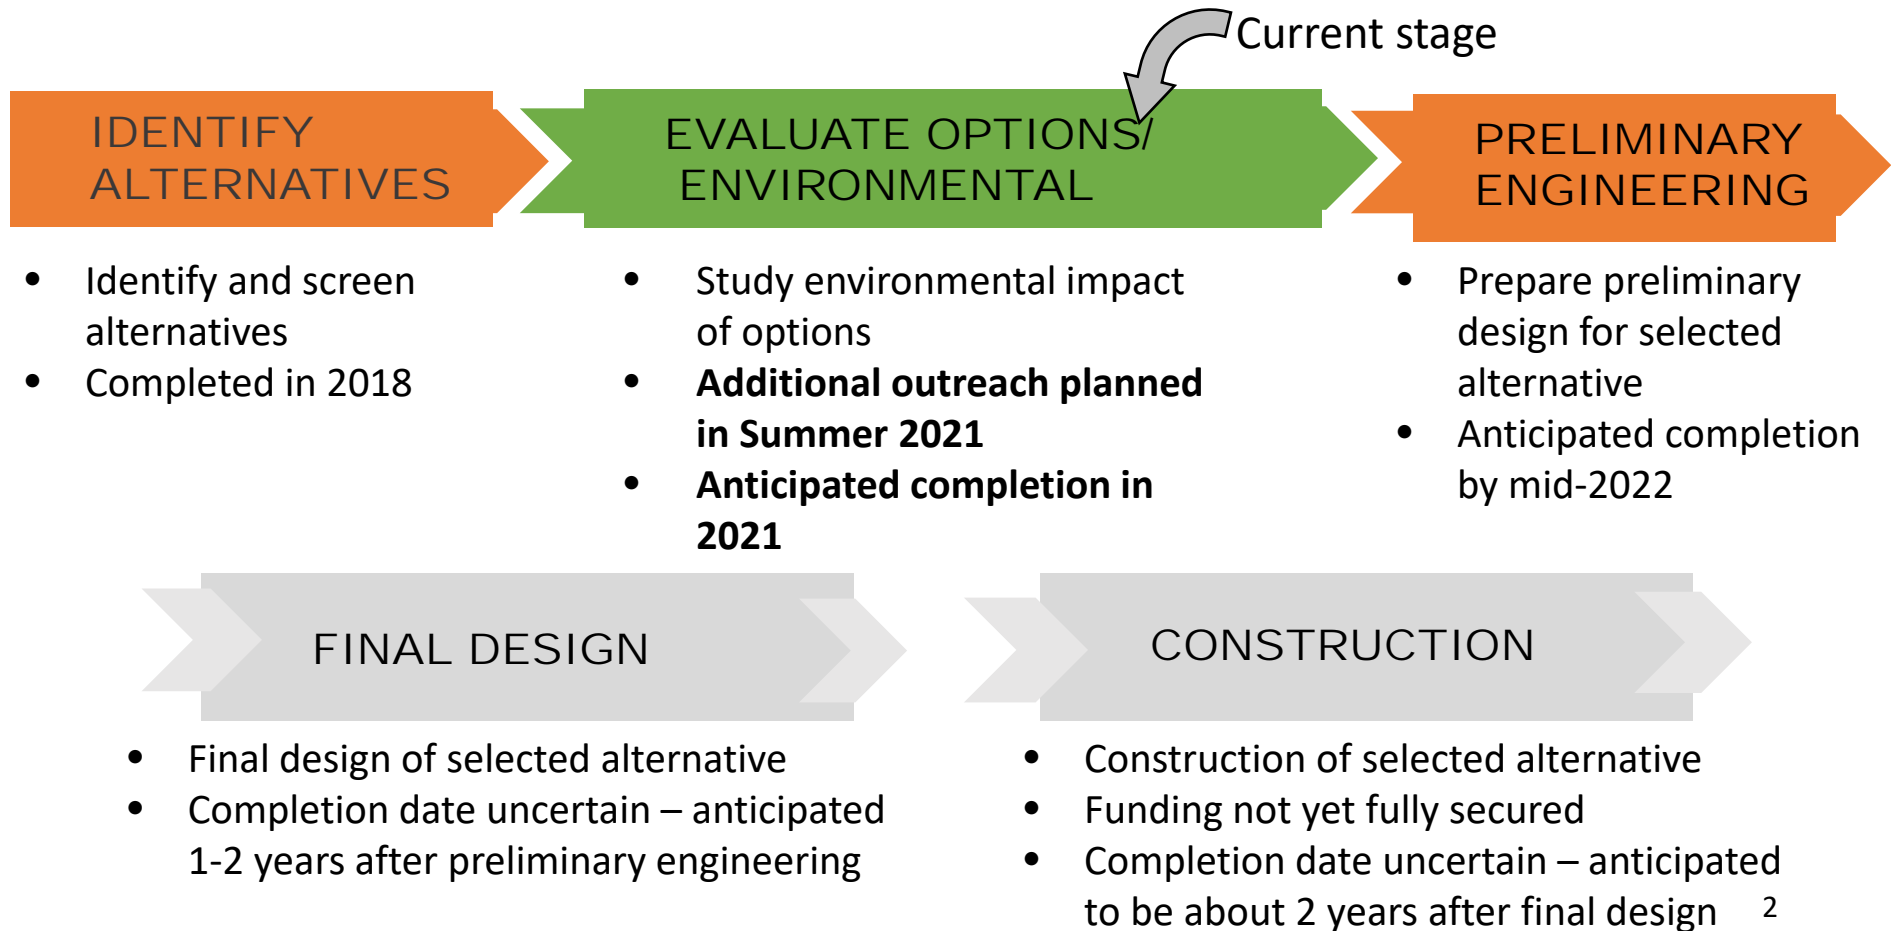 Current stage
IDENTIFY
ALTERNATIVES
EVALUATE OPTIONS/
ENVIRONMENTAL
PRELIMINARY
ENGINEERING
• Identify and screen
alternatives
• Completed in 2018
• Study environmental impact
of options
• Additional outreach planned
in Summer 2021
• Anticipated completion in
2021
• Prepare preliminary
design for selected
alternative
• Anticipated completion
by mid-2022
FINAL DESIGN
• Final design of selected alternative
• Completion date uncertain – anticipated
1-2 years after preliminary engineering
CONSTRUCTION
• Construction of selected alternative
• Funding not yet fully secured
• Completion date uncertain – anticipated
to be about 2 years after final design
2